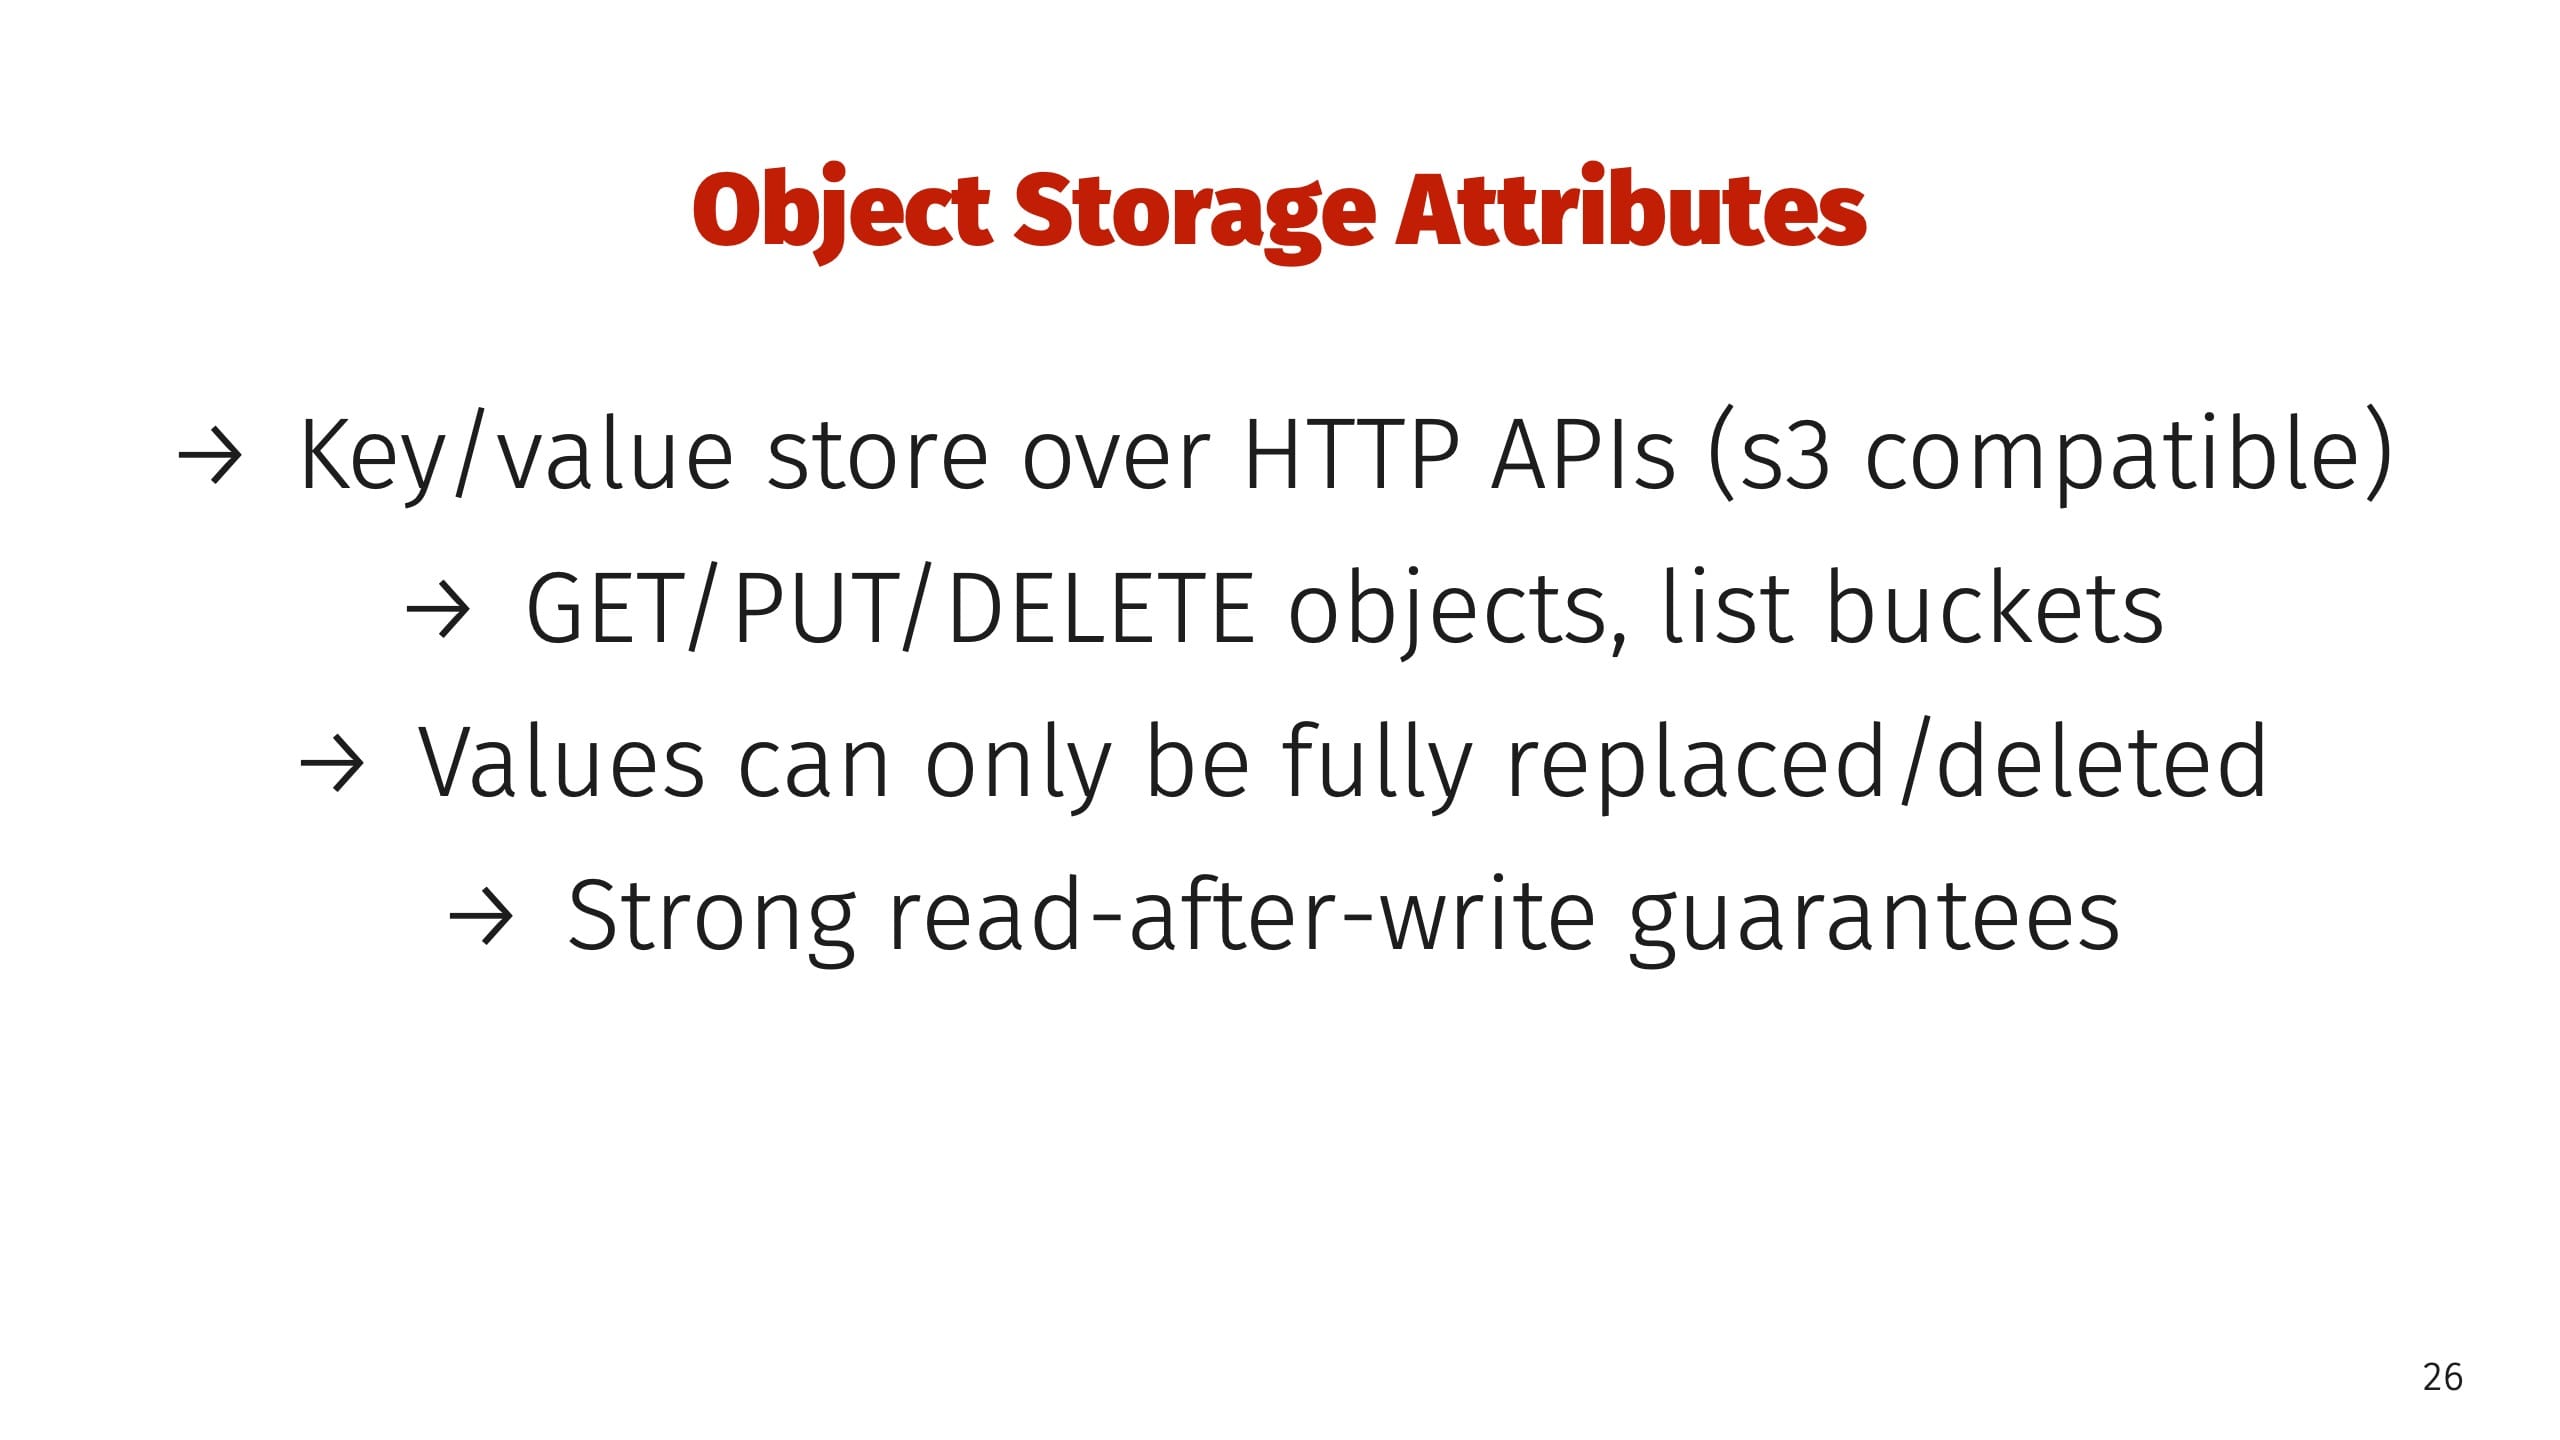 Object Storage Attributes
→ Key/value store over HTTP APIs (s3 compatible)
→ GET/PUT/DELETE objects, list buckets
→ Values can only be fully replaced/deleted
→ Strong read-after-write guarantees
26